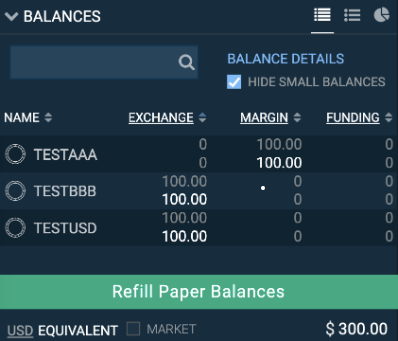 BALANCES
BALANCE DETAILS
HIDE SMALL BALANCES
NAME EXCHANGE MARGIN FUNDING
0 100.00 0
TESTAAA
0 100.00 0
100.00 0 0
TESTBBB
100.00 0 0
100.00 0 0
TESTUSD
100.00 0 0
Refill Paper Balances
USD EQUIVALENT MARKET $ 300.00